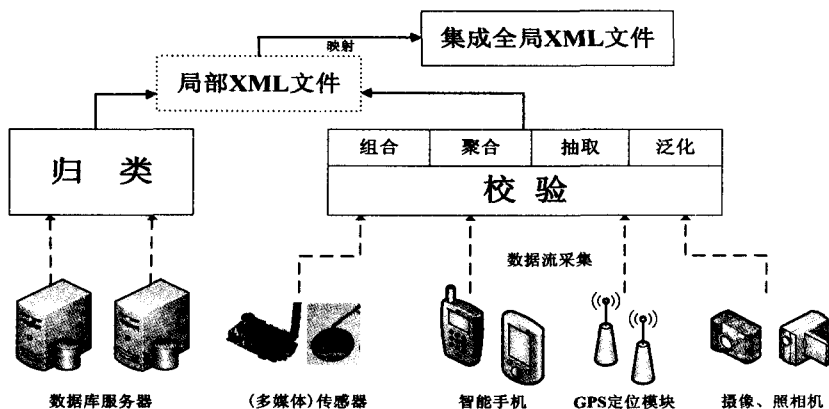 集成全局XML文件
映射
局部XML文件
归 类
组合 聚合 抽取 泛化
校 验
数据流采集
数据库服务器 (多媒体)传感器 智能手机 GPS定位模块 摄像、照相机